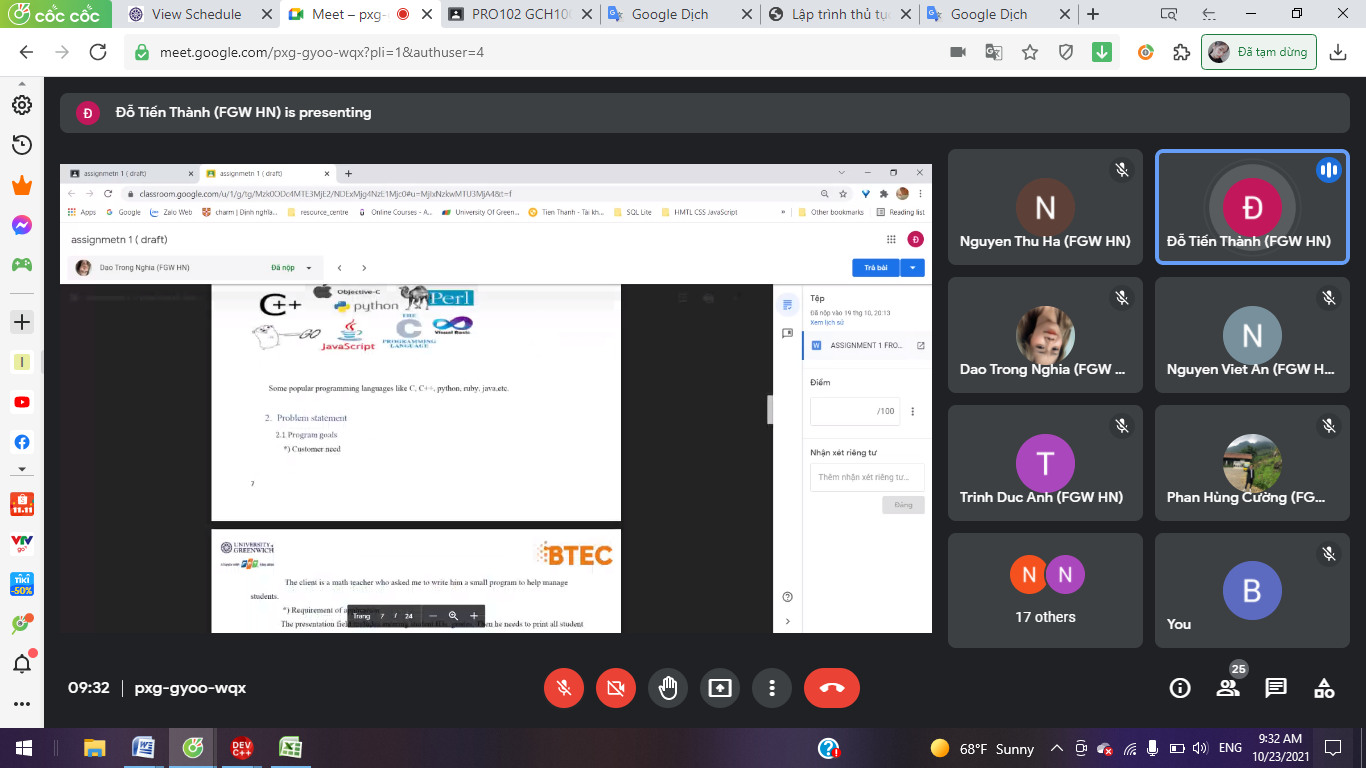 CỐC CỐC
View Schedule
Meet – pxg-
PRO102 GCH100
Google Dịch
Lập trình thủ tục
Google Dịch
meet.google.com/pxg-gyoo-wqx?pli=1&authuser=4
Đã tạm dừng
Đỗ Tiến Thành (FGW HN) is presenting
assignmetn 1 ( draft)
assignmetn 1 ( draft)
classroom.google.com/u/1/g/tg/
Apps
Google
Zalo Web
charm | Định nghĩa...
resource_centre
Online Courses - A...
University Of Green...
Tien Thanh - Tài kh...
SQL Lite
HMTL CSS JavaScript
»
Other bookmarks
Reading list
assignmetn 1 ( draft)
Đ
Dao Trong Nghia (FGW HN)
Đã nộp
Trả bài
C++
Objective-C
python
Perl
GO
JavaScript
THE
C
PROGRAMMING
LANGUAGE
Visual Basic
Some popular programming languages like C, C++, python, ruby, java,etc.
2. Problem statement
2.1 Program goals
*) Customer need
7
UNIVERSITY of
GREENWICH
BTEC
The client is a math teacher who asked me to write him a small program to help manage
students.
*) Requirement of
Trang 7 / 24
The presentation field
he needs to print all student
Tệp
Đã nộp vào 19 thg 10, 20:13
Xem lịch sử
ASSIGNMENT 1 PRO...
Điểm
/100
Nhận xét riêng tư
Thêm nhận xét riêng tư...
Đăng
N
Nguyen Thu Ha (FGW HN)
Đ
Đỗ Tiến Thành (FGW HN)
Dao Trong Nghia (FGW ...
N
Nguyen Viet An (FGW H...
T
Trinh Duc Anh (FGW HN)
Phan Hùng Cường (FG...
N
N
17 others
B
You
I
11.11
VTV
go
TIKI
-50%
09:32 | pxg-gyoo-wqx
25
W
DEV
C++
68°F Sunny
ENG
9:32 AM
10/23/2021